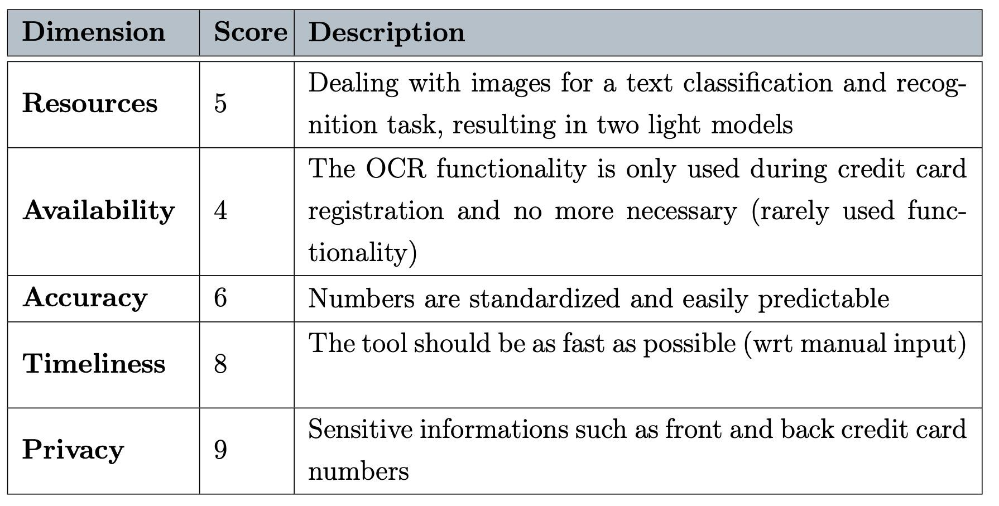 Dimension Score Description
Resources 5 Dealing with images for a text classification and recog-
nition task, resulting in two light models
Availability 4 The OCR functionality is only used during credit card
registration and no more necessary (rarely used func-
tionality)
Accuracy 6 Numbers are standardized and easily predictable
Timeliness 8 The tool should be as fast as possible (wrt manual input)
Privacy 9 Sensitive informations such as front and back credit card
numbers